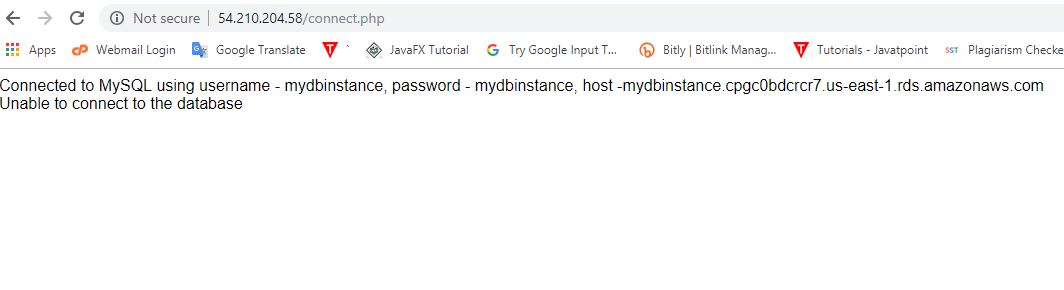 Not secure | 54.210.204.58/connect.php
Apps Webmail Login Google Translate ` JavaFX Tutorial Try Google Input T... Bitly | Bitlink Manag... Tutorials - Javatpoint SST Plagiarism Checke
Connected to MySQL using username - mydbinstance, password - mydbinstance, host -mydbinstance.cpgc0bdcrcr7.us-east-1.rds.amazonaws.com
Unable to connect to the database